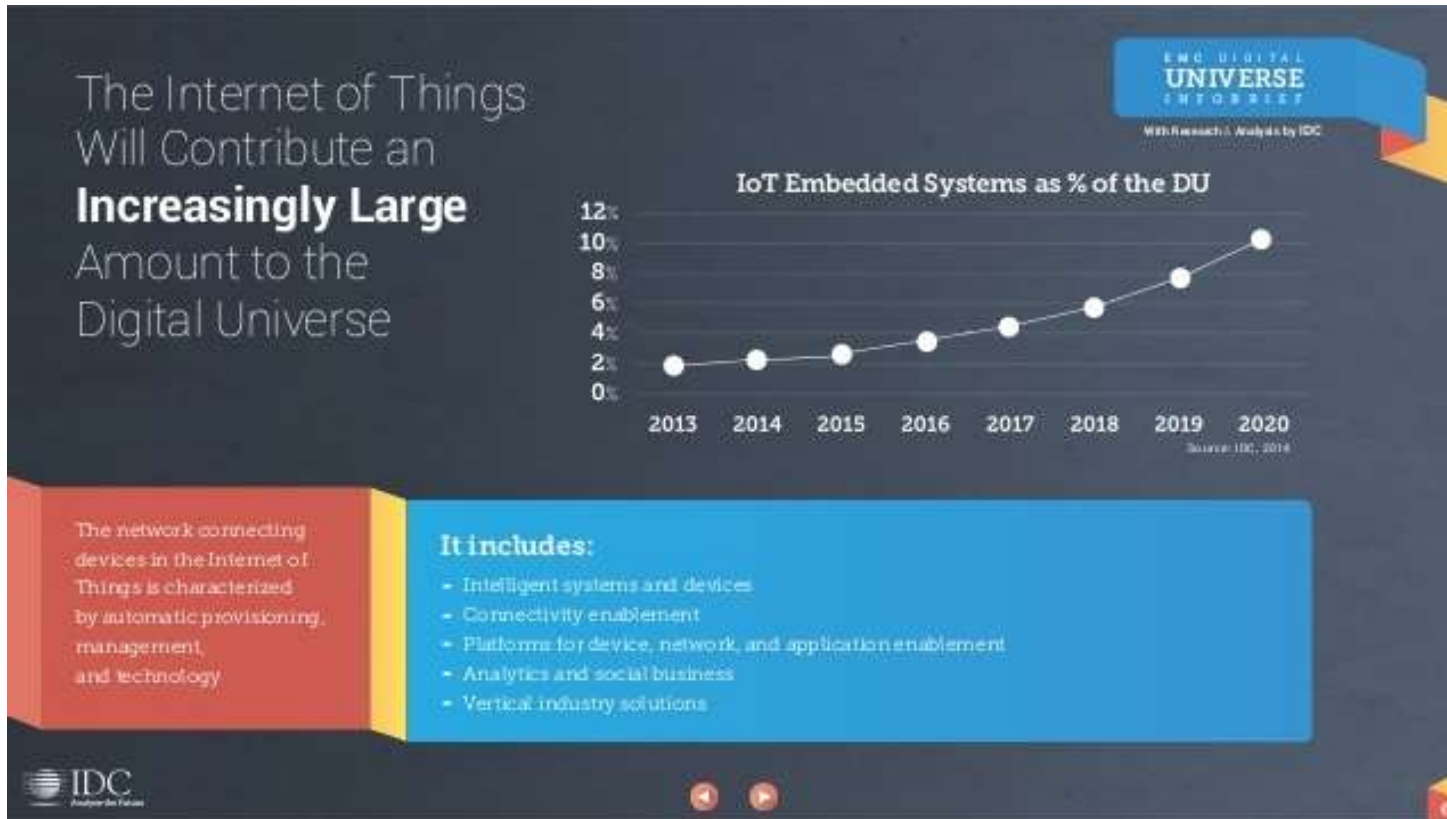 The Internet of Things
Will Contribute an
Increasingly Large
Amount to the
Digital Universe
EMC DIGITAL
UNIVERSE
INFOBRIEF
With Research & Analysis by IDC
IoT Embedded Systems as % of the DU
12%
10%
8%
6%
4%
2%
0%
2013 2014 2015 2016 2017 2018 2019 2020
Source: IDC, 2014
The network connecting
devices in the Internet of
Things is characterized
by automatic provisioning,
management,
and technology
It includes:
- Intelligent systems and devices
- Connectivity enablement
- Platforms for device, network, and application enablement
- Analytics and social business
- Vertical industry solutions
IDC
Analyze the Future